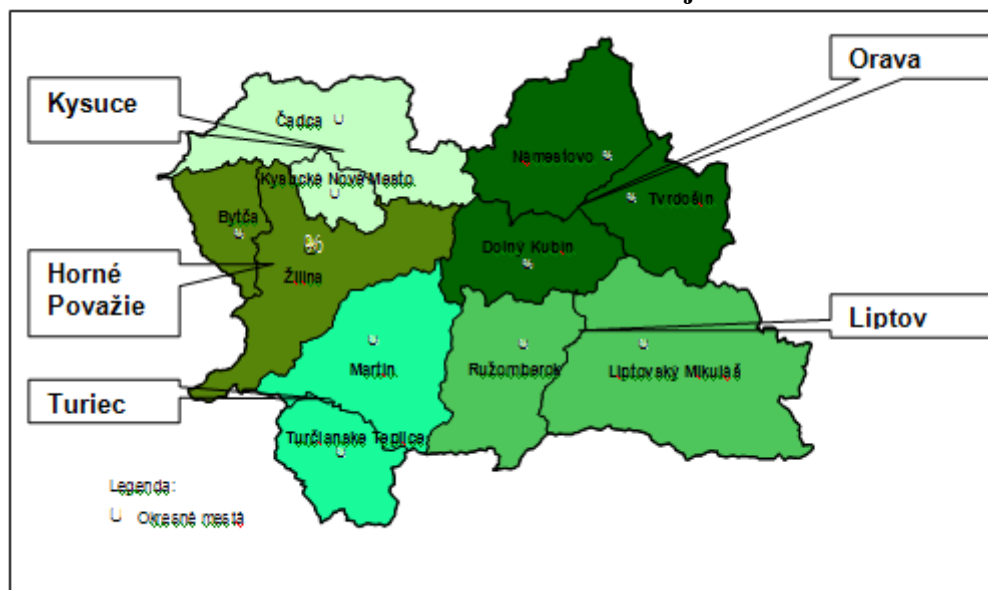 Kysuce
Orava
Čadca
Námestovo
Kysucké Nové Mesto
Tvrdošín
Bytča
Dolný Kubín
Horné
Považie
Žilina
Liptov
Martin
Ružomberok
Liptovský Mikuláš
Turiec
Turčianske Teplice
Legenda:
Okresné mestá